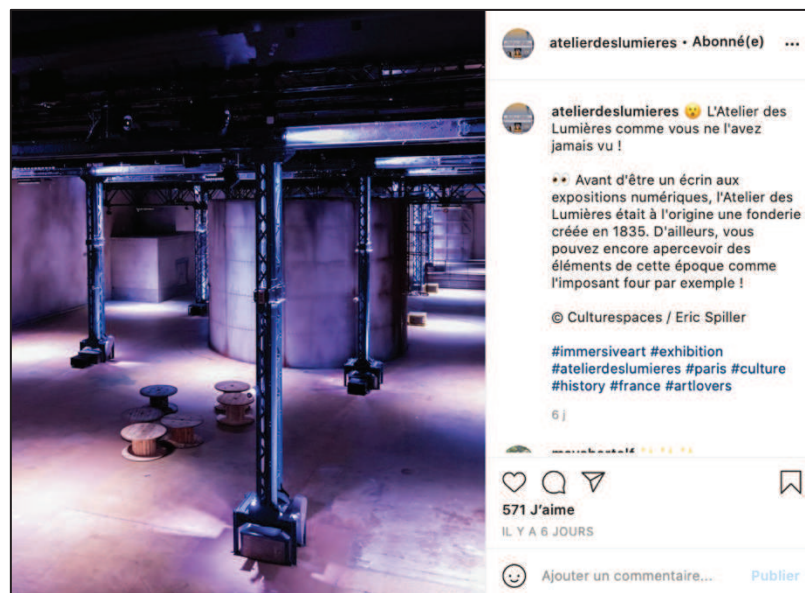 atelierdeslumieres • Abonné(e) ...
atelierdeslumieres 😮 L'Atelier des
Lumières comme vous ne l'avez
jamais vu !
👀 Avant d'être un écrin aux
expositions numériques, l'Atelier des
Lumières était à l'origine une fonderie
créée en 1835. D'ailleurs, vous
pouvez encore apercevoir des
éléments de cette époque comme
l'imposant four par exemple !
© Culturespaces / Eric Spiller
#immersiveart #exhibition
#atelierdeslumieres #paris #culture
#history #france #artlovers
6 j
571 J'aime
IL Y A 6 JOURS
Ajouter un commentaire... Publier